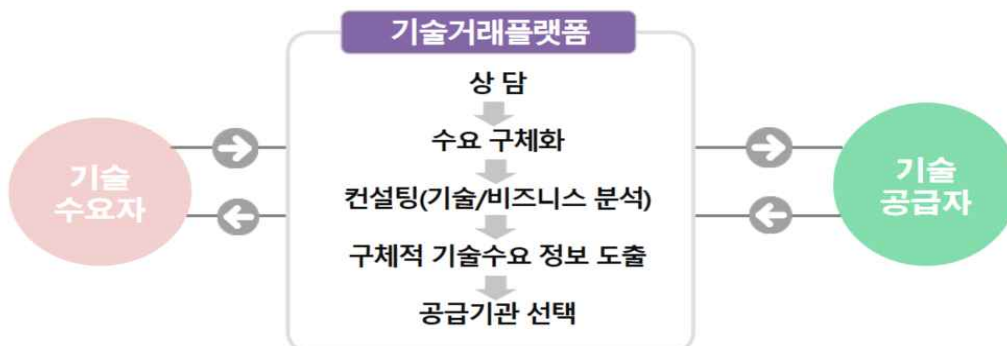 기술거래플랫폼
상 담
수요 구체화
컨설팅(기술/비즈니스 분석)
구체적 기술수요 정보 도출
공급기관 선택
기술
수요자
기술
공급자